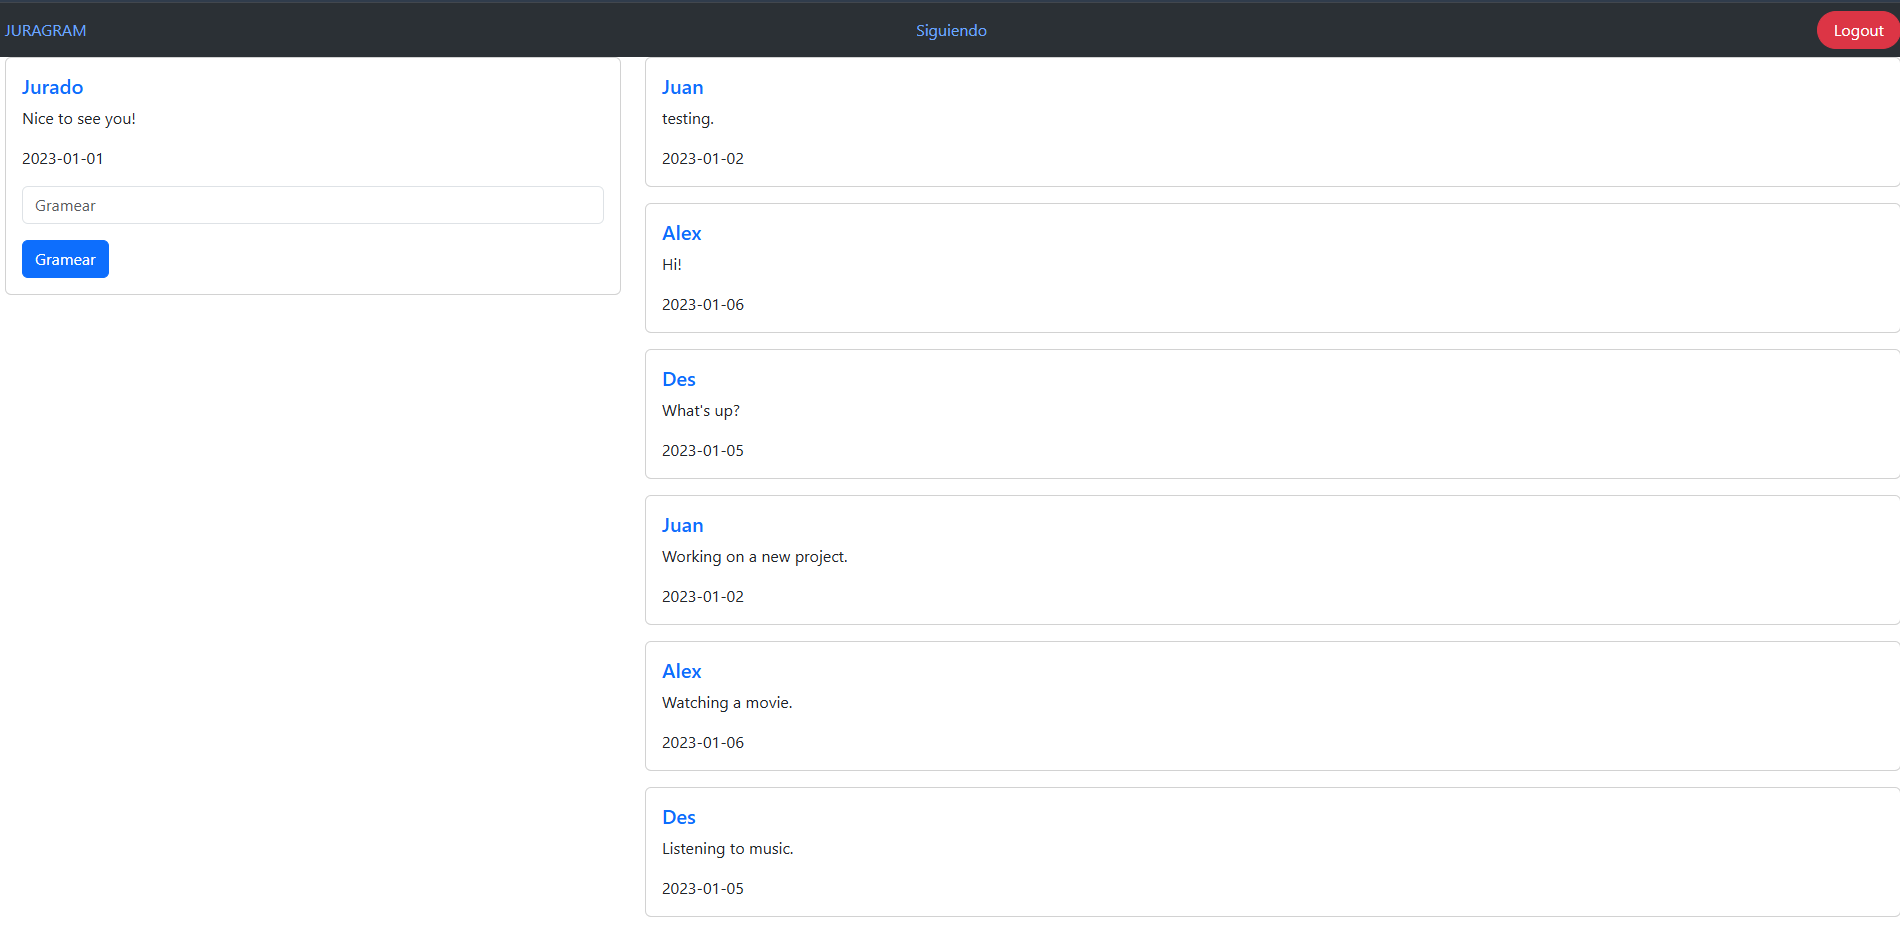 JURAGRAM
Siguiendo
Logout
Jurado
Nice to see you!
2023-01-01
Gramear
Gramear
Juan
testing.
2023-01-02
Alex
Hi!
2023-01-06
Des
What's up?
2023-01-05
Juan
Working on a new project.
2023-01-02
Alex
Watching a movie.
2023-01-06
Des
Listening to music.
2023-01-05